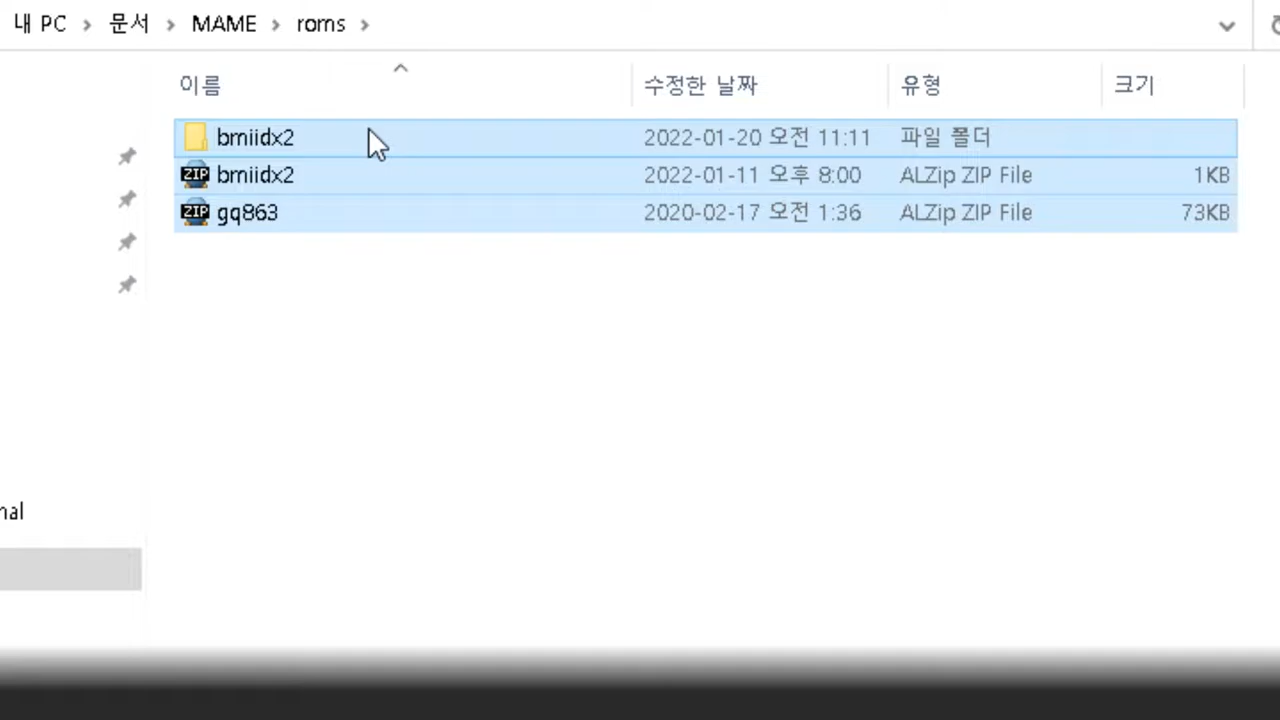 내 PC > 문서 > MAME > roms >
이름 수정한 날짜 유형 크기
bmiidx2 2022-01-20 오전 11:11 파일 폴더
ZIP bmiidx2 2022-01-11 오후 8:00 ALZip ZIP File 1KB
ZIP gq863 2020-02-17 오전 1:36 ALZip ZIP File 73KB
nal